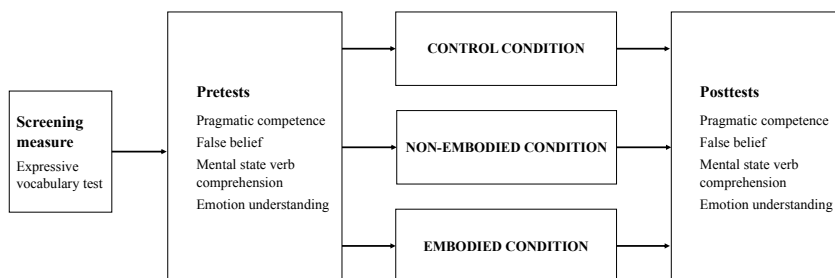 Screening
measure
Expressive
vocabulary test
Pretests
Pragmatic competence
False belief
Mental state verb
comprehension
Emotion understanding
CONTROL CONDITION
NON-EMBODIED CONDITION
EMBODIED CONDITION
Posttests
Pragmatic competence
False belief
Mental state verb
comprehension
Emotion understanding